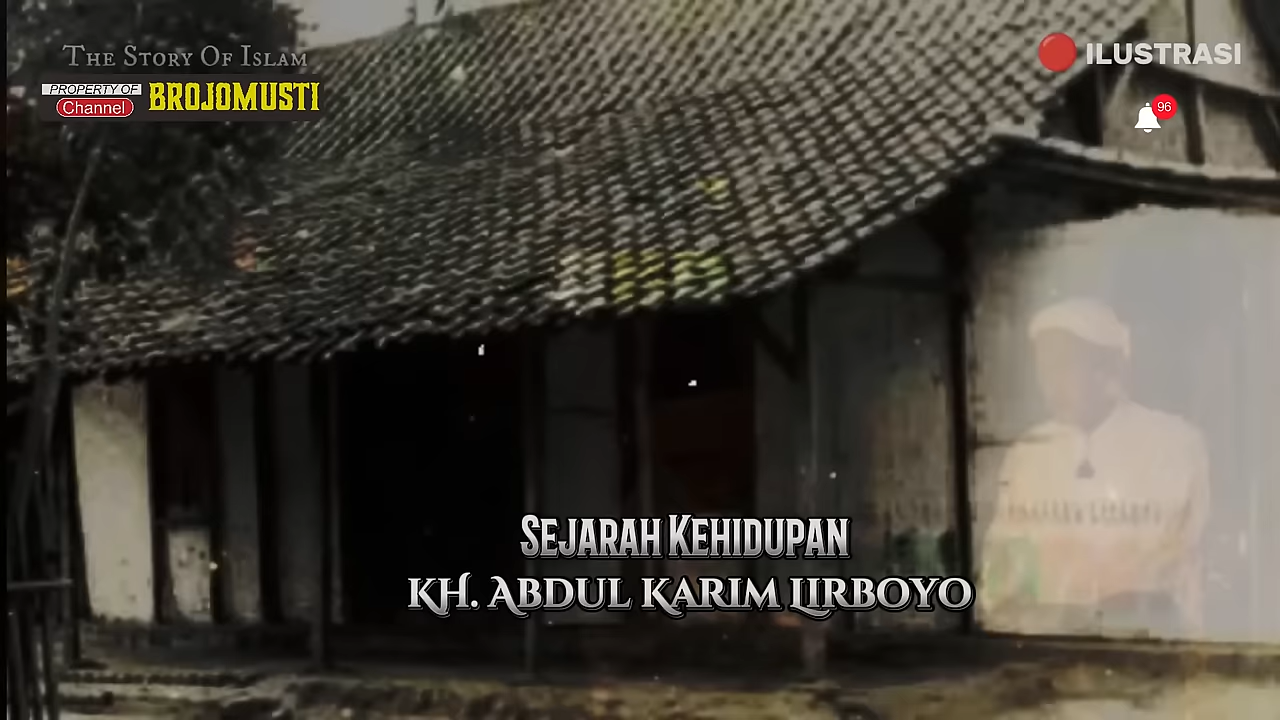 The Story Of Islam
PROPERTY OF
Channel
BROJOMUSTI
ILUSTRASI
96
Sejarah Kehidupan
KH. Abdul Karim Lirboyo